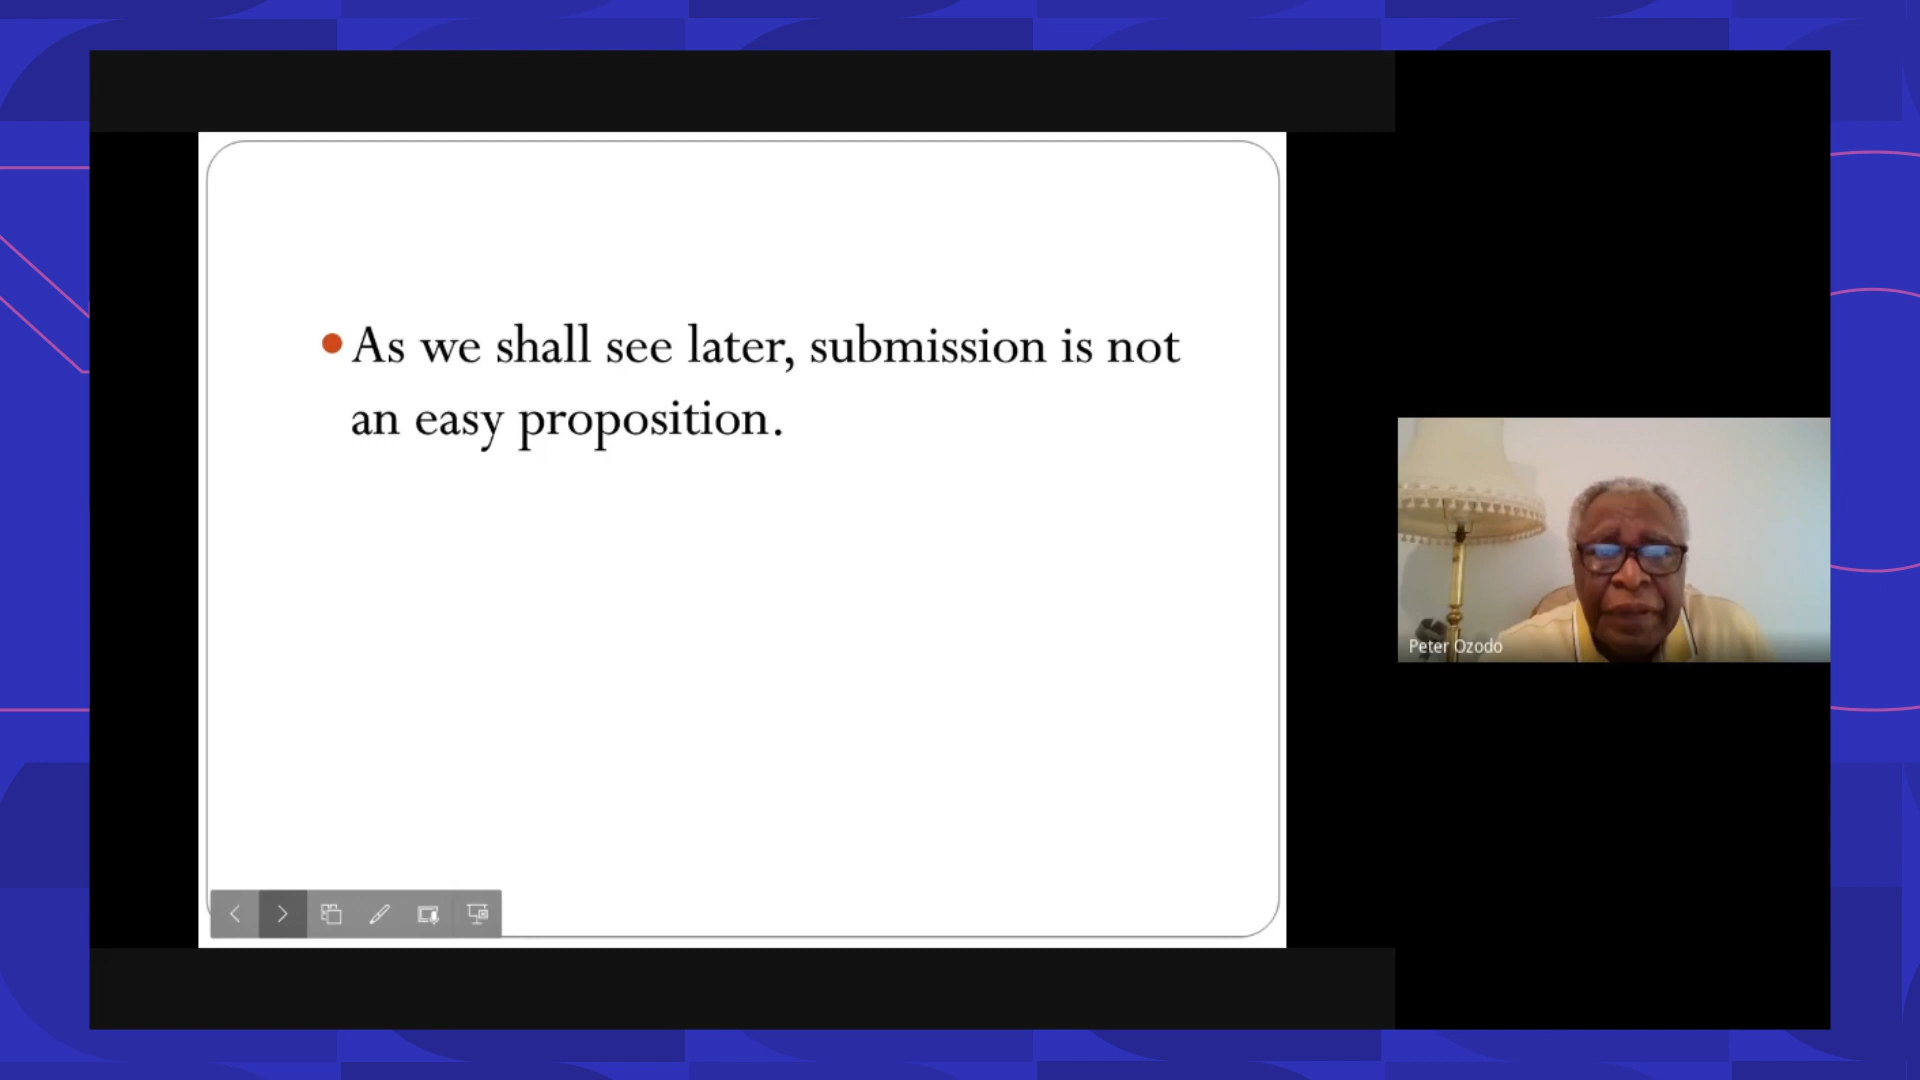 As we shall see later, submission is not
an easy proposition.
Peter Ozodo